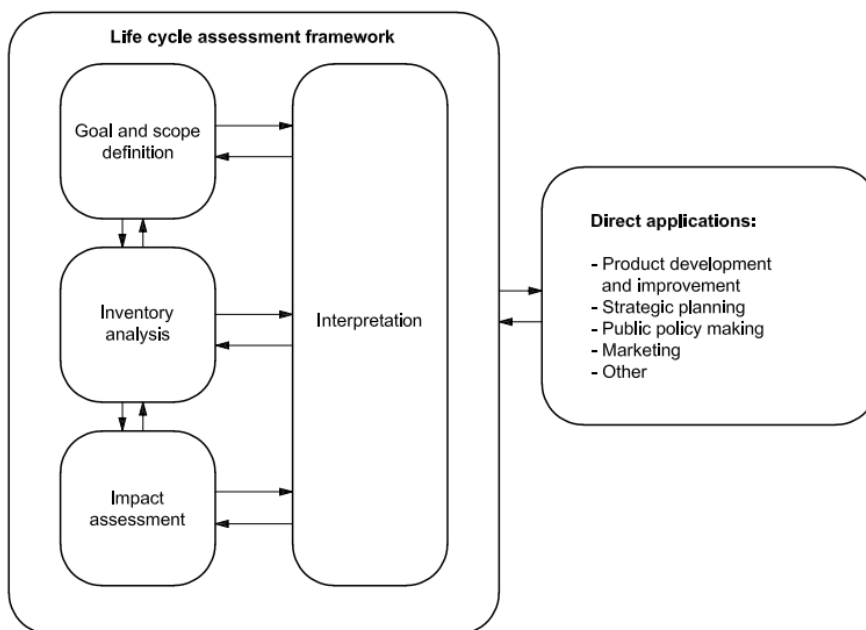 Life cycle assessment framework
Goal and scope
definition
Inventory
analysis
Impact
assessment
Interpretation
Direct applications:
- Product development
and improvement
- Strategic planning
- Public policy making
- Marketing
- Other